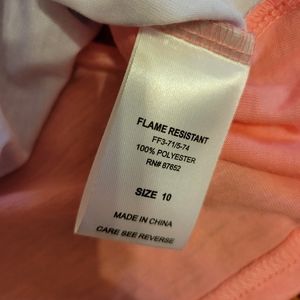 FLAME RESISTANT
FF3-71/5-74
100% POLYESTER
RN# 87652
SIZE 10
MADE IN CHINA
CARE SEE REVERSE